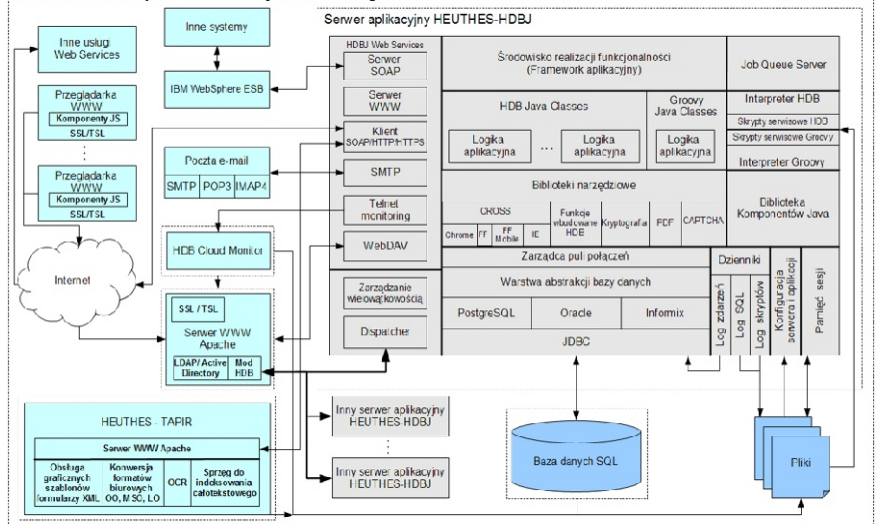 Serwer aplikacyjny HEUTHES-HDBJ
Inne usługi
Web Services
Inne systemy
IBM WebSphere ESB
Przeglądarka
WWW
Komponenty JS
SSL/TSL
Przeglądarka
WWW
Komponenty JS
SSL/TSL
Poczta e-mail
SMTP POP3 IMAP4
Internet
HDB Cloud Monitor
SSL / TSL
Serwer WWW
Apache
LDAP/ Active
Directory
Mod
HDB
HDBJ Web Services
Serwer
SOAP
Serwer
WWW
Klient
SOAP/HTTP/HTTPS
SMTP
Telnet
monitoring
WebDAV
Zarządzanie
wielowątkowością
Dispatcher
Środowisko realizacji funkcjonalności
(Framework aplikacyjny)
Job Queue Server
HDB Java Classes
Logika
aplikacyjna
...
Logika
aplikacyjna
Groovy
Java Classes
Logika
aplikacyjna
Interpreter HDB
Skrypty serwisowe HDB
Skrypty serwisowe Groovy
Interpreter Groovy
Biblioteki narzędziowe
CROSS
Chrome FF FF
Mobile IE
Funkcje
wbudowane
HDB
Kryptografia
PDF
CAPTCHA
Biblioteka
Komponentów Java
Zarządca puli połączeń
Warstwa abstrakcji bazy danych
PostgreSQL
Oracle
Informix
JDBC
Dzienniki
Log zdarzeń
Log SQL
Log skryptów
Konfiguracja
serwera i aplikacji
Pamięć sesji
HEUTHES - TAPIR
Serwer WWW Apache
Obsługa
graficznych
szablonów
formularzy XML
Konwersja
formatów
biurowych
OO, MSO, LO
OCR
Sprzęg do
indeksowania
całotekstowego
Inny serwer aplikacyjny
HEUTHES-HDBJ
Inny serwer aplikacyjny
HEUTHES-HDBJ
Baza danych SQL
Pliki